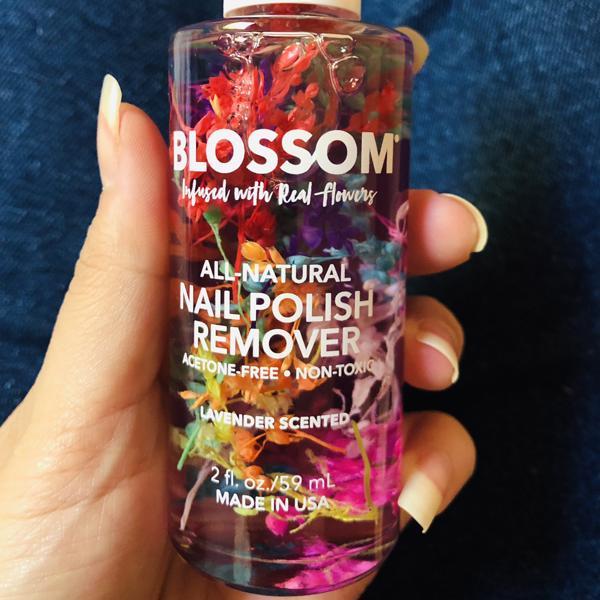 BLOSSOM®
Infused with Real flowers
ALL-NATURAL
NAIL POLISH
REMOVER
ACETONE-FREE • NON-TOXIC
LAVENDER SCENTED
2 fl. oz./59 mL
MADE IN USA